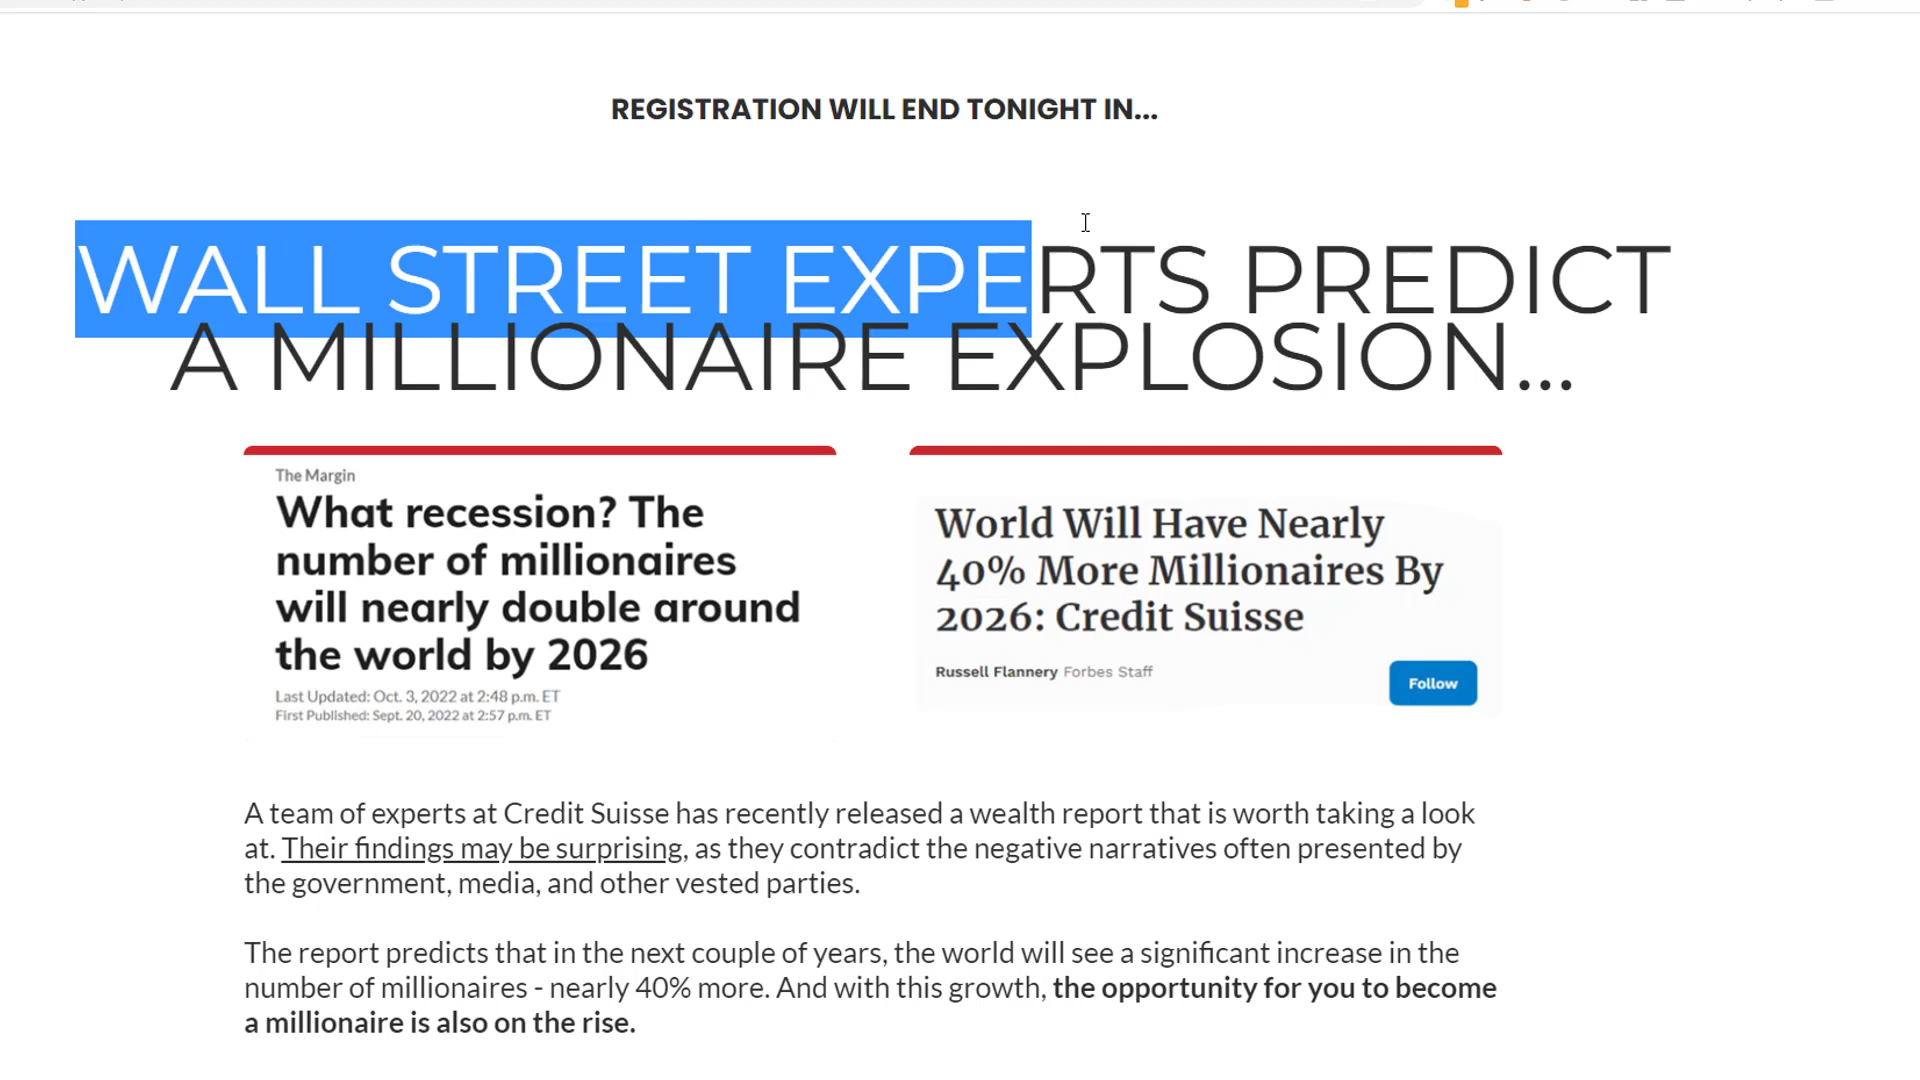 REGISTRATION WILL END TONIGHT IN...
WALL STREET EXPERTS PREDICT
A MILLIONAIRE EXPLOSION...
The Margin
What recession? The
number of millionaires
will nearly double around
the world by 2026
Last Updated: Oct. 3, 2022 at 2:48 p.m. ET
First Published: Sept. 20, 2022 at 2:57 p.m. ET
World Will Have Nearly
40% More Millionaires By
2026: Credit Suisse
Russell Flannery Forbes Staff
Follow
A team of experts at Credit Suisse has recently released a wealth report that is worth taking a look
at. Their findings may be surprising, as they contradict the negative narratives often presented by
the government, media, and other vested parties.
The report predicts that in the next couple of years, the world will see a significant increase in the
number of millionaires - nearly 40% more. And with this growth, the opportunity for you to become
a millionaire is also on the rise.